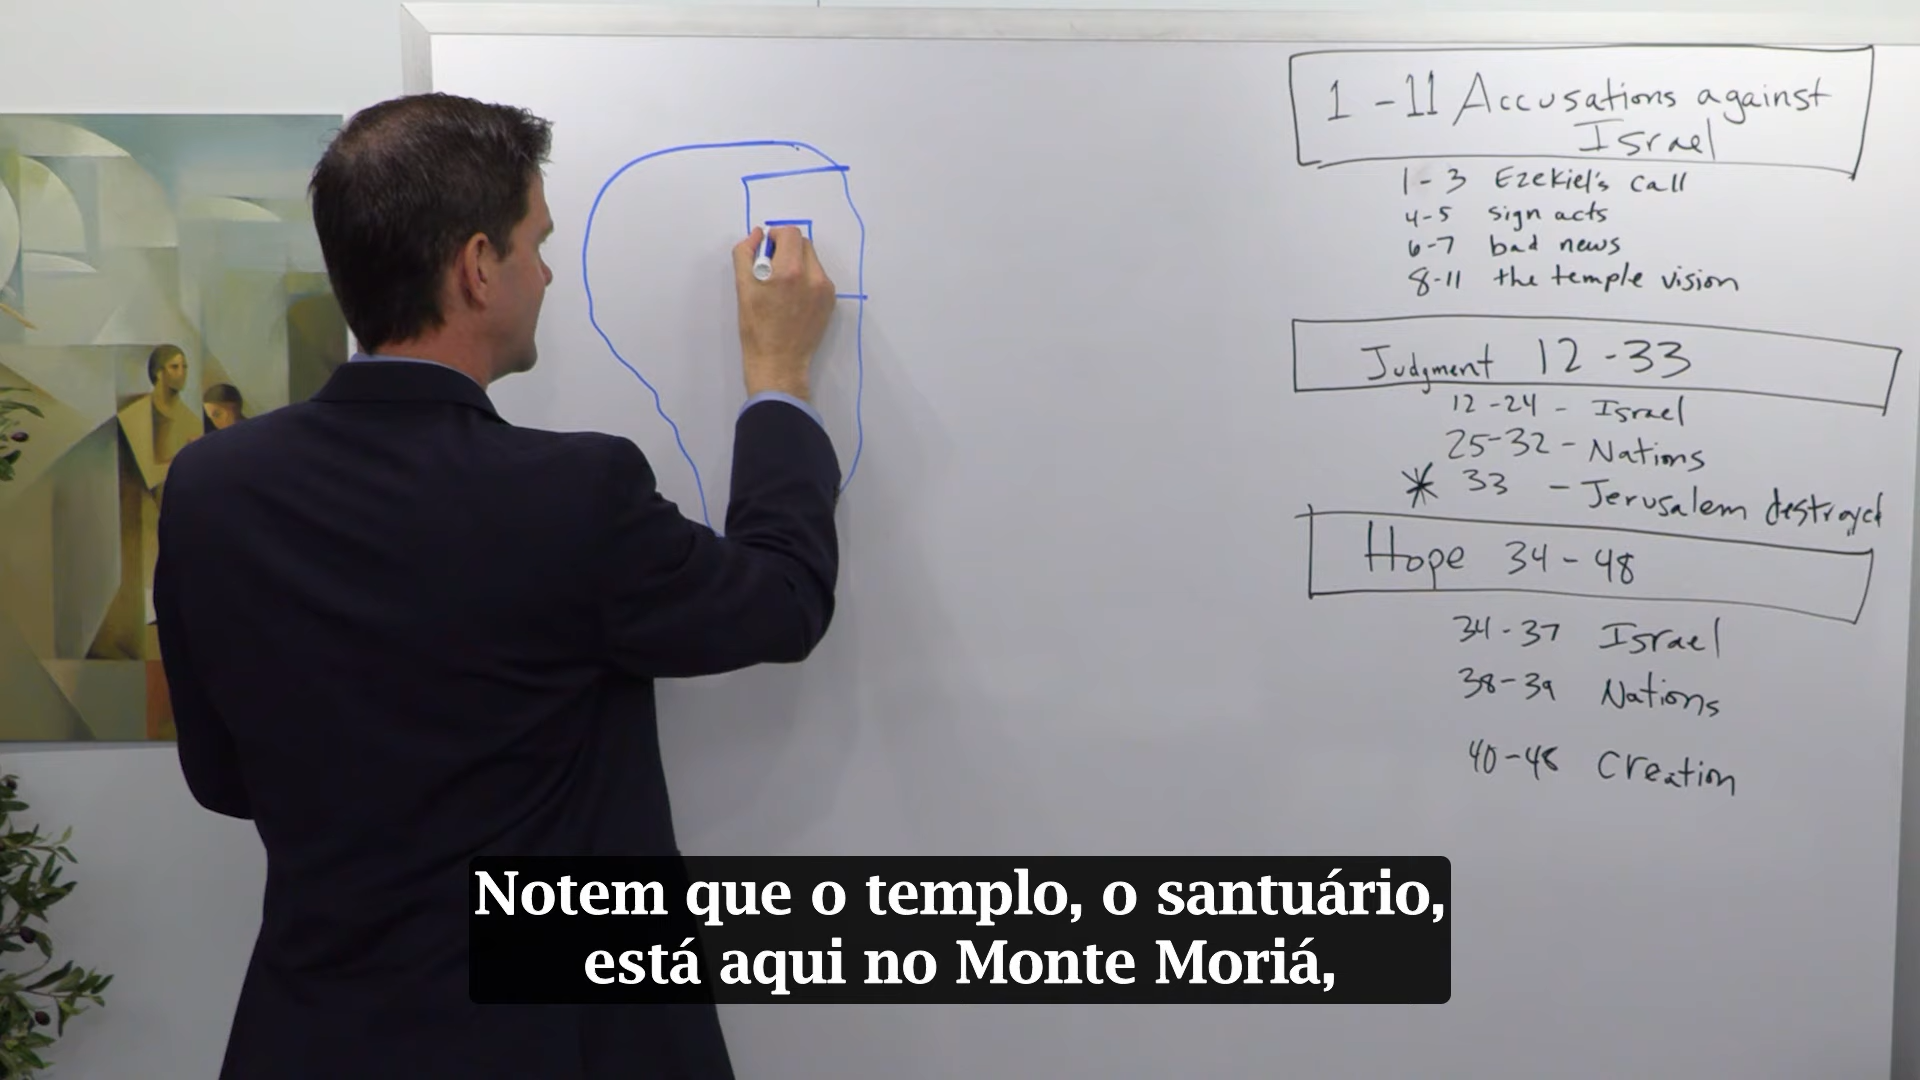 1 - 11 Accusations against
Israel
1 - 3 Ezekiel's call
4-5 sign acts
6-7 bad news
8-11 the temple vision
Judgment 12 - 33
12 - 24 - Israel
25-32 - Nations
* 33 - Jerusalem destroyed
Hope 34 - 48
34 - 37 Israel
38-39 Nations
40-48 Creation
Notem que o templo, o santuário,
está aqui no Monte Moriá,